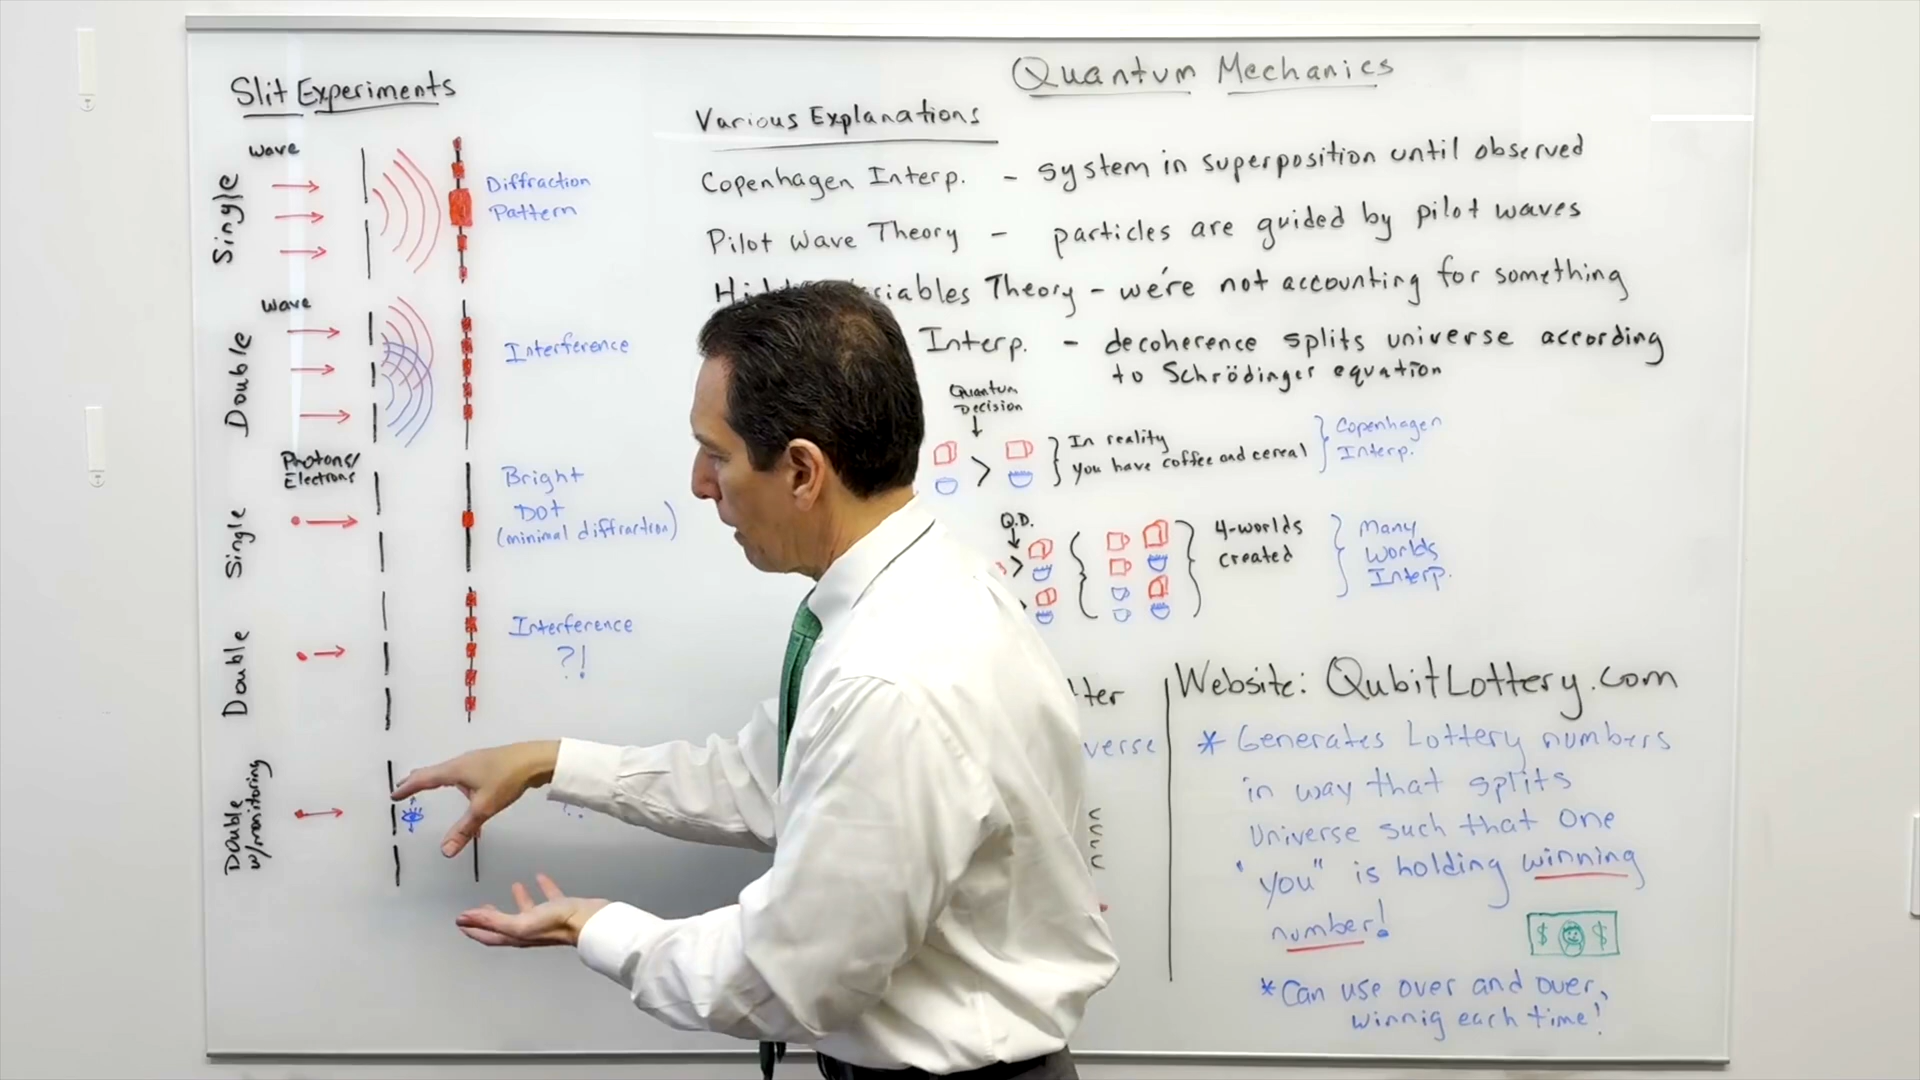 Quantum Mechanics
Slit Experiments
wave
Single
Diffraction
Pattern
wave
Double
Interference
Photons/
Electrons
Single
Bright
DOT
(minimal diffraction)
Double
Interference
?!
Double
w/monitoring
Various Explanations
Copenhagen Interp. - system in superposition until observed
Pilot Wave Theory - particles are guided by pilot waves
Theory - we're not accounting for something
Interp. - decoherence splits universe according
to Schrödinger equation
Quantum
Decision
In reality
you have coffee and cereal
Copenhagen
Interp.
Q.D.
4-worlds
created
Many
Worlds
Interp.
Website: QubitLottery.com
* Generates Lottery numbers
in way that splits
Universe such that one
"you" is holding winning
number!
$ $
*Can use over and over,
winnig each time!